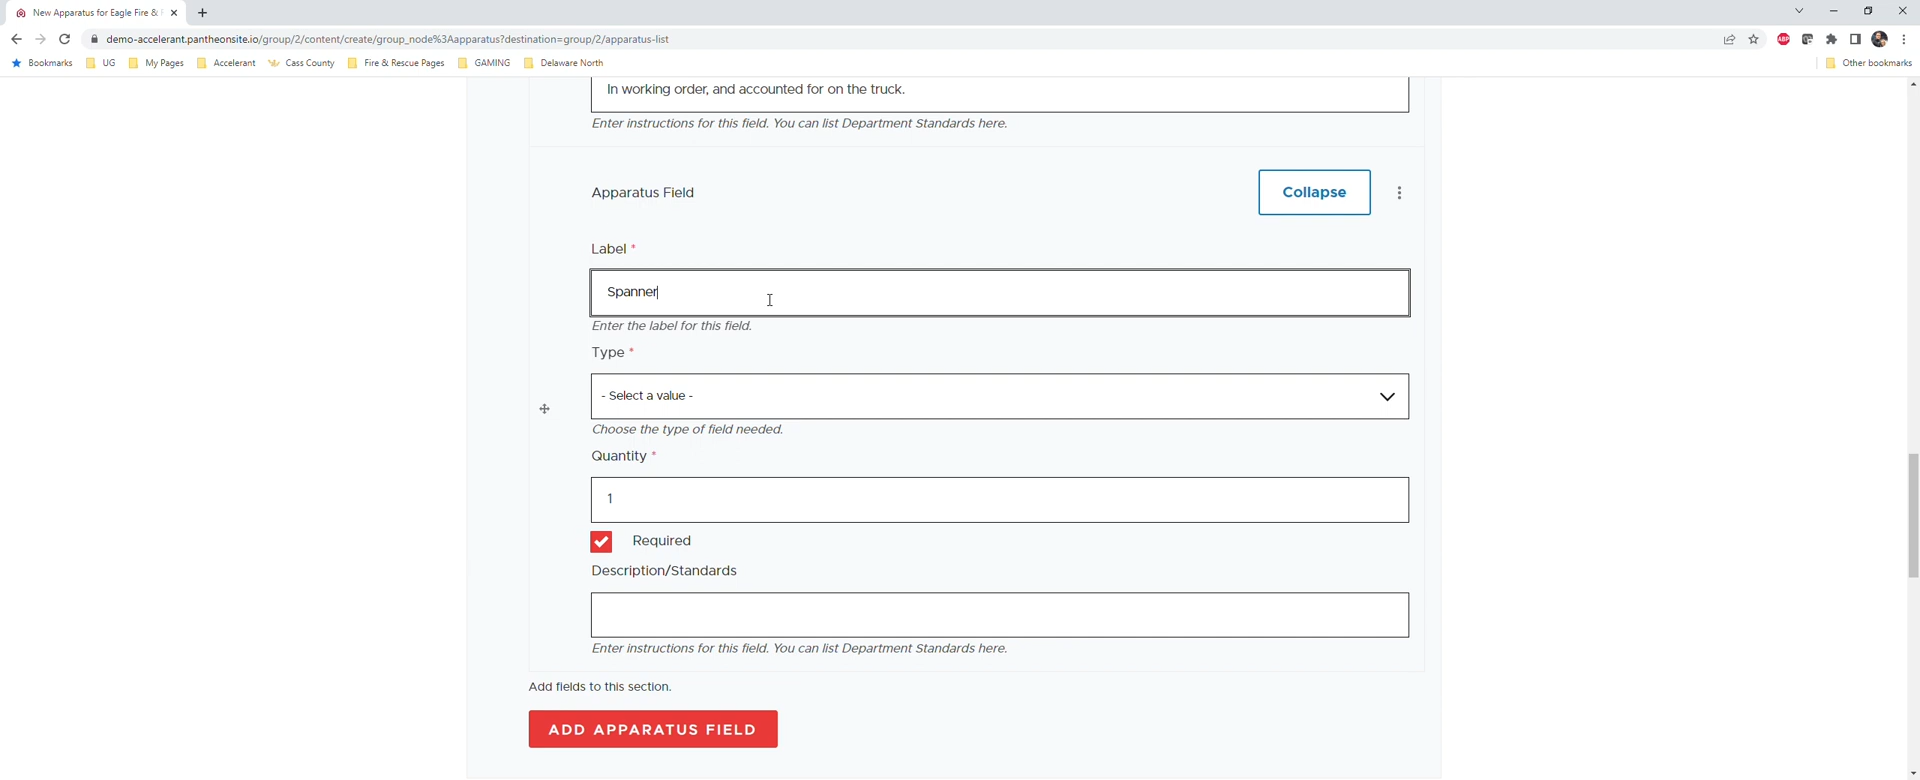 New Apparatus for Eagle Fire &
demo-accelerant.pantheonsite.io/group/2/content/create/group_node%3Aapparatus?destination=group/2/apparatus-list
ABP
Bookmarks UG My Pages Accelerant Cass County Fire & Rescue Pages GAMING Delaware North Other bookmarks
In working order, and accounted for on the truck.
Enter instructions for this field. You can list Department Standards here.
Apparatus Field
Collapse
Label *
Spanner
Enter the label for this field.
Type *
- Select a value -
Choose the type of field needed.
Quantity *
1
Required
Description/Standards
Enter instructions for this field. You can list Department Standards here.
Add fields to this section.
ADD APPARATUS FIELD